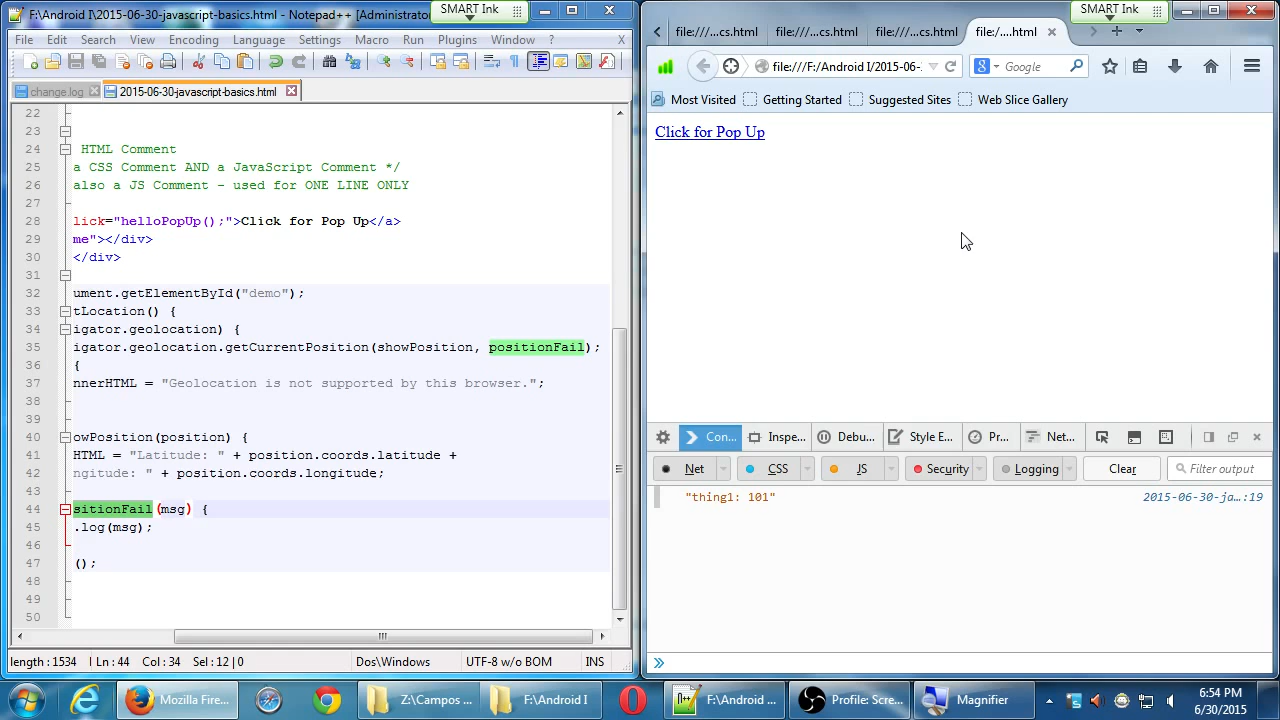 F:\Android I\2015-06-30-javascript-basics.html - Notepad++ [Administrator
SMART Ink
File Edit Search View Encoding Language Settings Macro Run Plugins Window ? X
change.log
2015-06-30-javascript-basics.html
22
23
24 HTML Comment
25 a CSS Comment AND a JavaScript Comment */
26 also a JS Comment - used for ONE LINE ONLY
27
28 lick="helloPopUp();">Click for Pop Up</a>
29 me"></div>
30 </div>
31
32 ument.getElementById("demo");
33 tLocation() {
34 igator.geolocation) {
35 igator.geolocation.getCurrentPosition(showPosition, positionFail);
36 {
37 nnerHTML = "Geolocation is not supported by this browser.";
38
39
40 owPosition(position) {
41 HTML = "Latitude: " + position.coords.latitude +
42 ngitude: " + position.coords.longitude;
43
44 sitionFail(msg) {
45 .log(msg);
46
47 ();
48
49
50
length : 1534 l Ln : 44 Col : 34 Sel : 12 | 0 Dos\Windows UTF-8 w/o BOM INS
SMART Ink
file:///...cs.html file:///...cs.html file:///...cs.html file:/....html
file:///F:/Android I/2015-06-
Google
Most Visited Getting Started Suggested Sites Web Slice Gallery
Click for Pop Up
Con... Inspe... Debu... Style E... Pr... Net...
Net CSS JS Security Logging Clear Filter output
"thing1: 101" 2015-06-30-ja...:19
Mozilla Fire... Z:\Campos ... F:\Android I F:\Android ... Profile: Scre... Magnifier
6:54 PM
6/30/2015